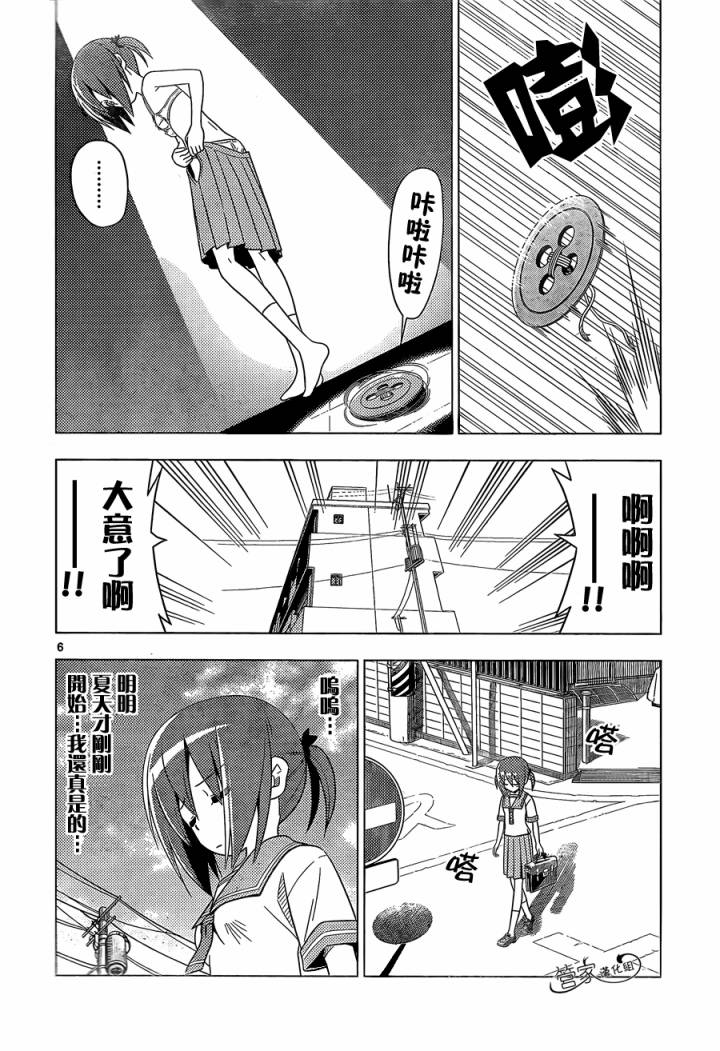 嘭
咔啦咔啦
………
啊啊啊——!!
大意了啊——!!
6
嗒
嗒
嗚嗚…
明明
夏天才剛剛
開始…我還真是的…
管家漢化組